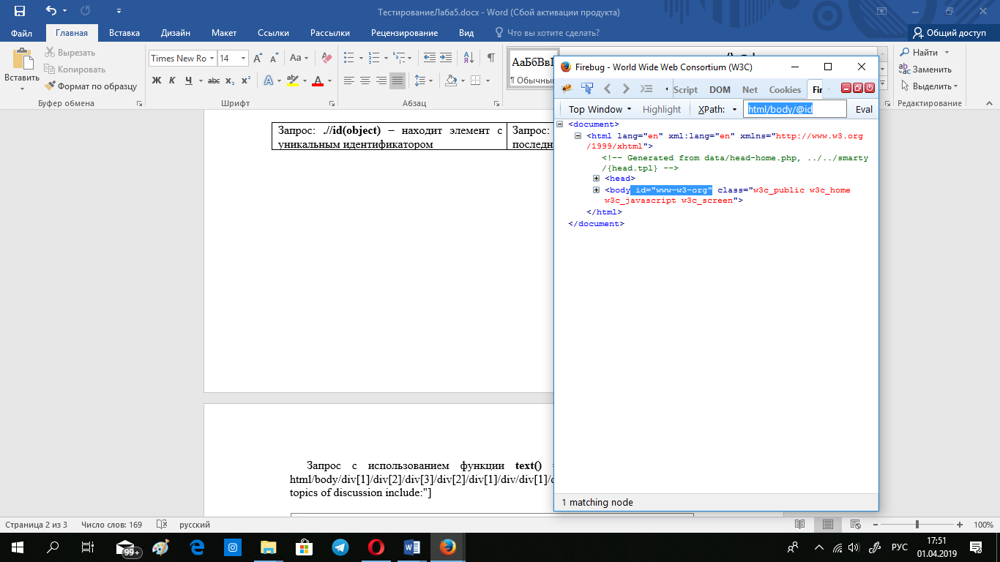 ТестированиеЛаба5.docx - Word (Сбой активации продукта)
Файл Главная Вставка Дизайн Макет Ссылки Рассылки Рецензирование Вид Что вы хотите сделать? Общий доступ
Вставить
Вырезать
Копировать
Формат по образцу
Буфер обмена
Times New Ro 14 Aa
Ж К Ч abc x₂ x²
Шрифт
Абзац
АаБбВвІ
¶ Обычный
Найти
Заменить
Выделить
Редактирование
Запрос: .//id(object) – находит элемент с
уникальным идентификатором
Запрос:
Запрос с использованием функции text()
html/body/div[1]/div[2]/div[3]/div[2]/div[1]/div/div[1]/
topics of discussion include:"]
Firebug - World Wide Web Consortium (W3C)
Script DOM Net Cookies
Top Window Highlight XPath: html/body/@id Eval
<document>
<html lang="en" xml:lang="en" xmlns="http://www.w3.org
/1999/xhtml">
<!-- Generated from data/head-home.php, ../../smarty
/{head.tpl} -->
<head>
<body id="www-w3-org" class="w3c_public w3c_home
w3c_javascript w3c_screen">
</html>
</document>
1 matching node
Страница 2 из 3 Число слов: 169 русский 100%
99+
РУС
17:51
01.04.2019